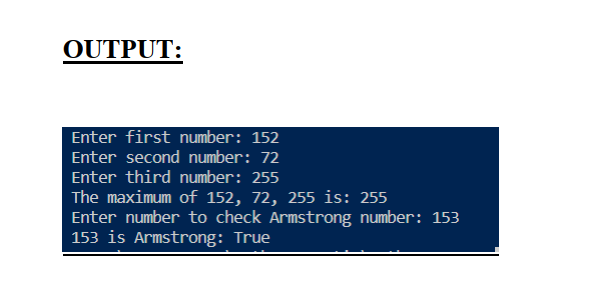 OUTPUT:
Enter first number: 152
Enter second number: 72
Enter third number: 255
The maximum of 152, 72, 255 is: 255
Enter number to check Armstrong number: 153
153 is Armstrong: True